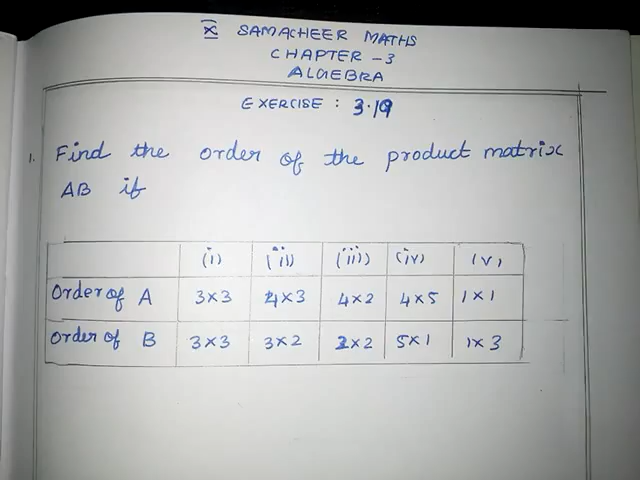 X SAMACHEER MATHS
CHAPTER -3
ALGEBRA
EXERCISE : 3.19
1. Find the order of the product matrix
AB if
(i) (ii) (iii) (iv) (v)
Order of A 3×3 4×3 4×2 4×5 1×1
Order of B 3×3 3×2 2×2 5×1 1×3